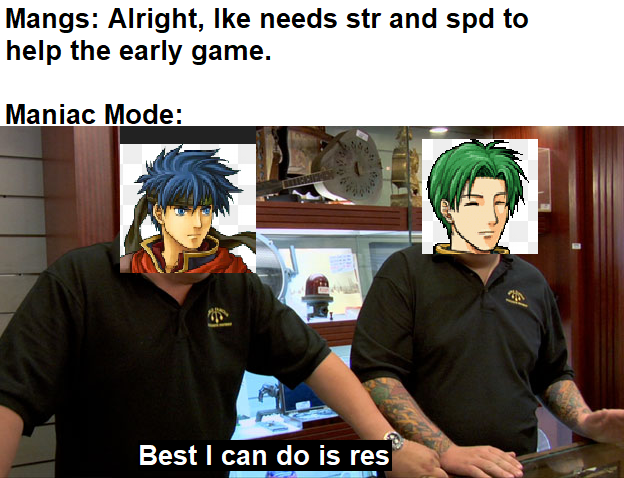 Mangs: Alright, Ike needs str and spd to
help the early game.
Maniac Mode:
Best I can do is res